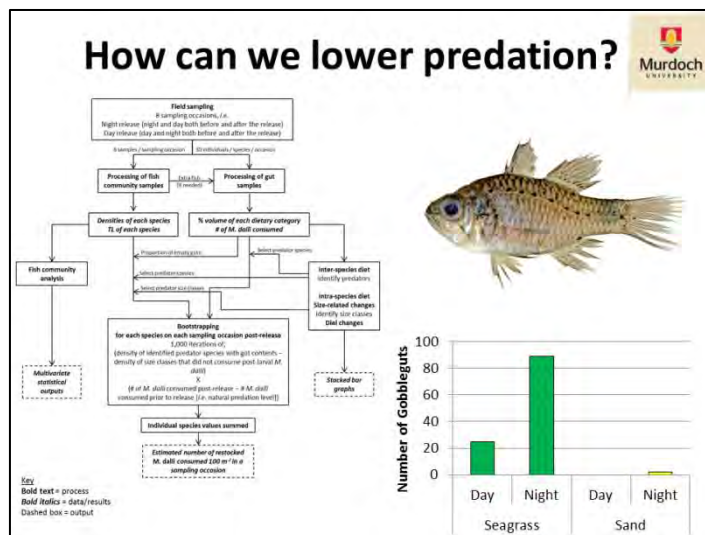 How can we lower predation?
Murdoch
UNIVERSITY
Field sampling
8 sampling occasions, i.e.
Night release (night and day both before and after the release)
Day release (day and night both before and after the release)
Processing of fish
community samples
Extra fish
(if needed)
Processing of gut
samples
Densities of each species
TL of each species
% volume of each dietary category
# of M. dalli consumed
Proportion of empty guts
Select predator species
Select predator species
Select predator size classes
Fish community
analysis
Inter-species diet
Identify predators
Intra-species diet
Size-related changes
Identify size classes
Diel changes
Bootstrapping
for each species on each sampling occasion post-release
1,000 iterations of;
(density of identified predator species with gut contents –
density of size classes that did not consume post-larval M.
dalli)
X
(# of M. dalli consumed post-release – # M. dalli
consumed prior to release [i.e. natural predation level])
Multivariate
statistical
outputs
Stacked bar
graphs
Individual species values summed
Estimated number of restocked
M. dalli consumed 100 m⁻² in a
sampling occasion
Key
Bold text = process
Bold italics = data/results
Dashed box = output
Number of Gobbleguts
100
80
60
40
20
0
Day Night Day Night
Seagrass Sand